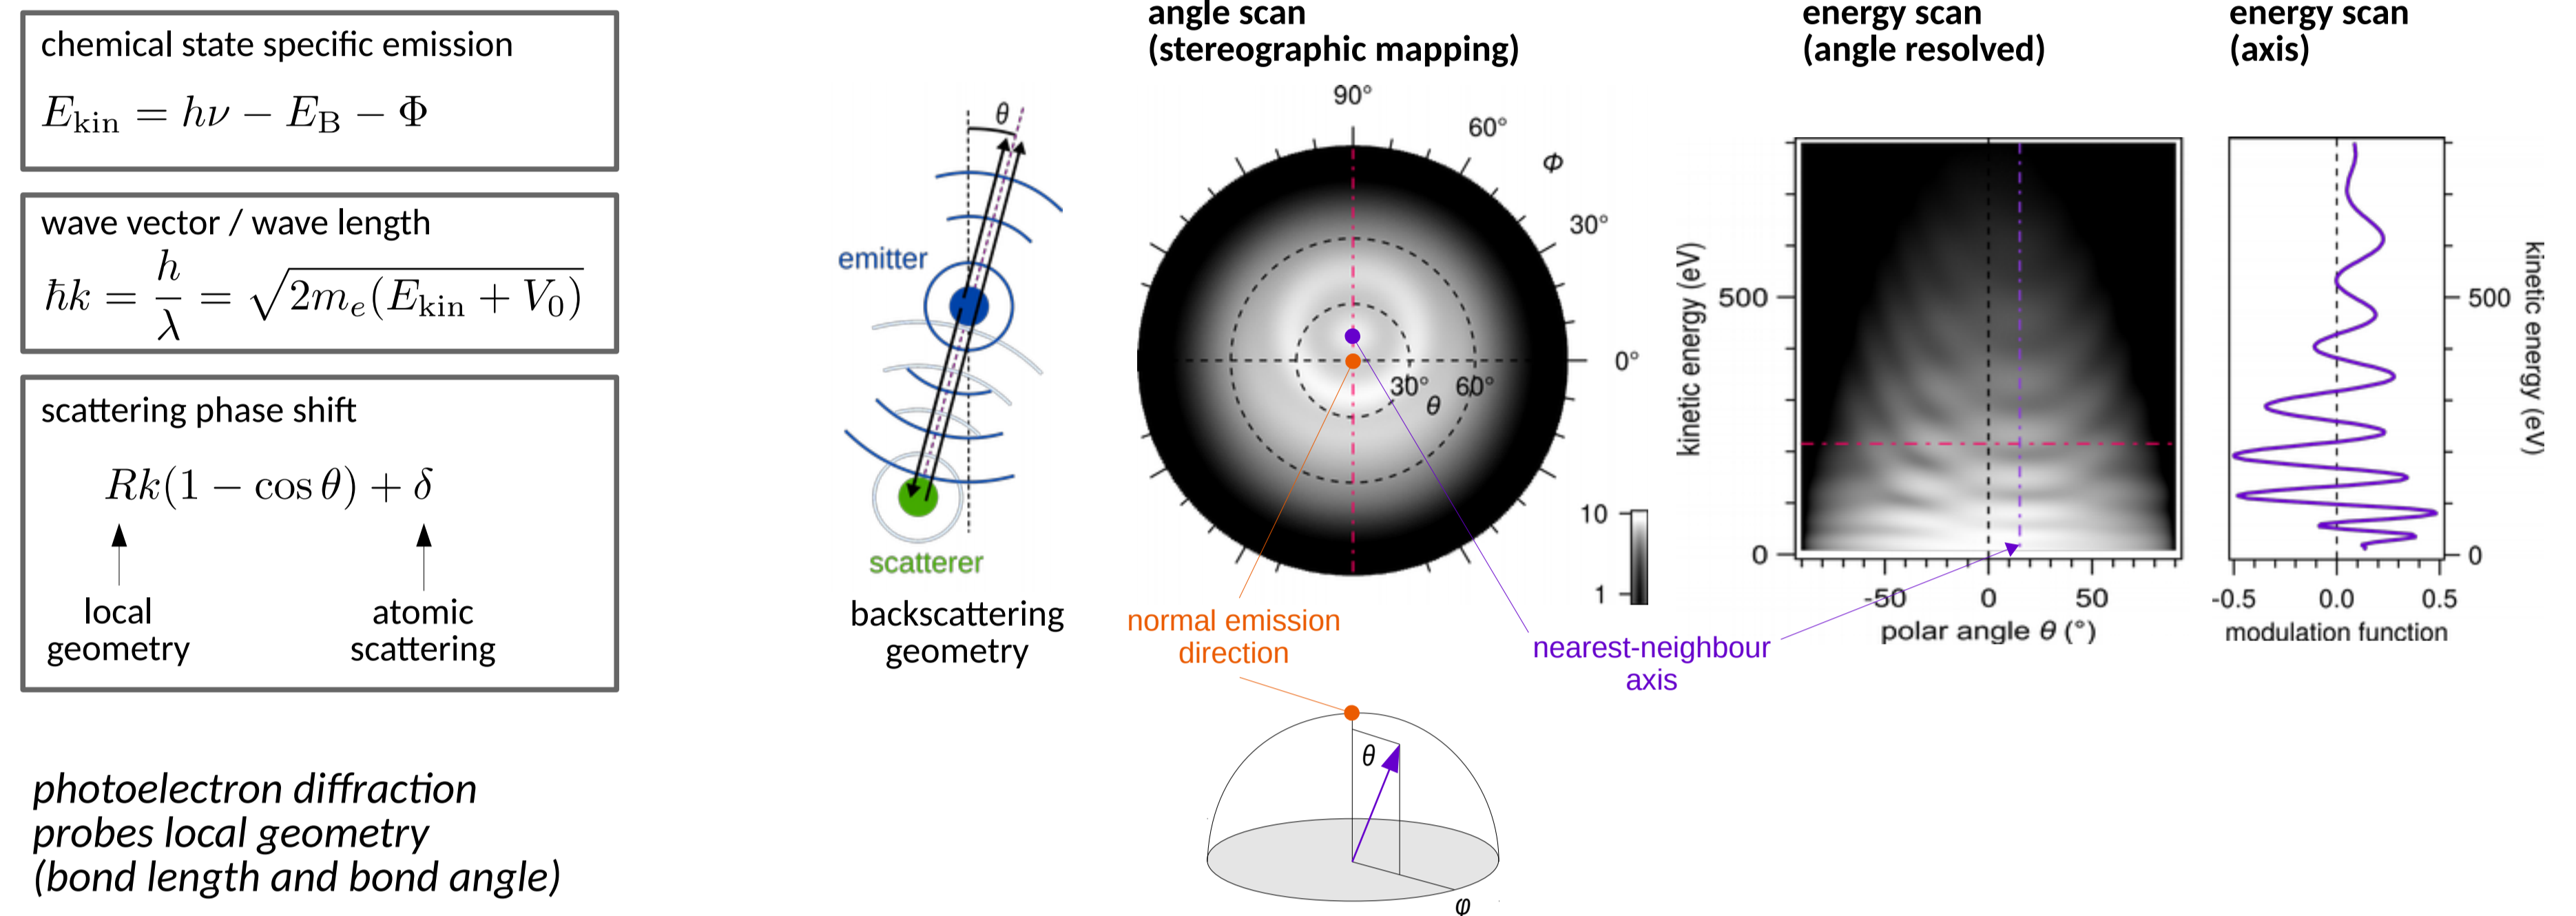 chemical state specific emission
E_kin = hν − E_B − Φ
wave vector / wave length
ħk = h/λ = √(2m_e(E_kin + V_0))
scattering phase shift
Rk(1 − cos θ) + δ
local
geometry
atomic
scattering
photoelectron diffraction
probes local geometry
(bond length and bond angle)
θ
emitter
scatterer
backscattering
geometry
angle scan
(stereographic mapping)
90°
60°
Φ
30°
0°
30° 60°
θ
10
1
normal emission
direction
nearest-neighbour
axis
θ
φ
energy scan
(angle resolved)
kinetic energy (eV)
500
0
-50 0 50
polar angle θ (°)
energy scan
(axis)
500
0
kinetic energy (eV)
-0.5 0.0 0.5
modulation function